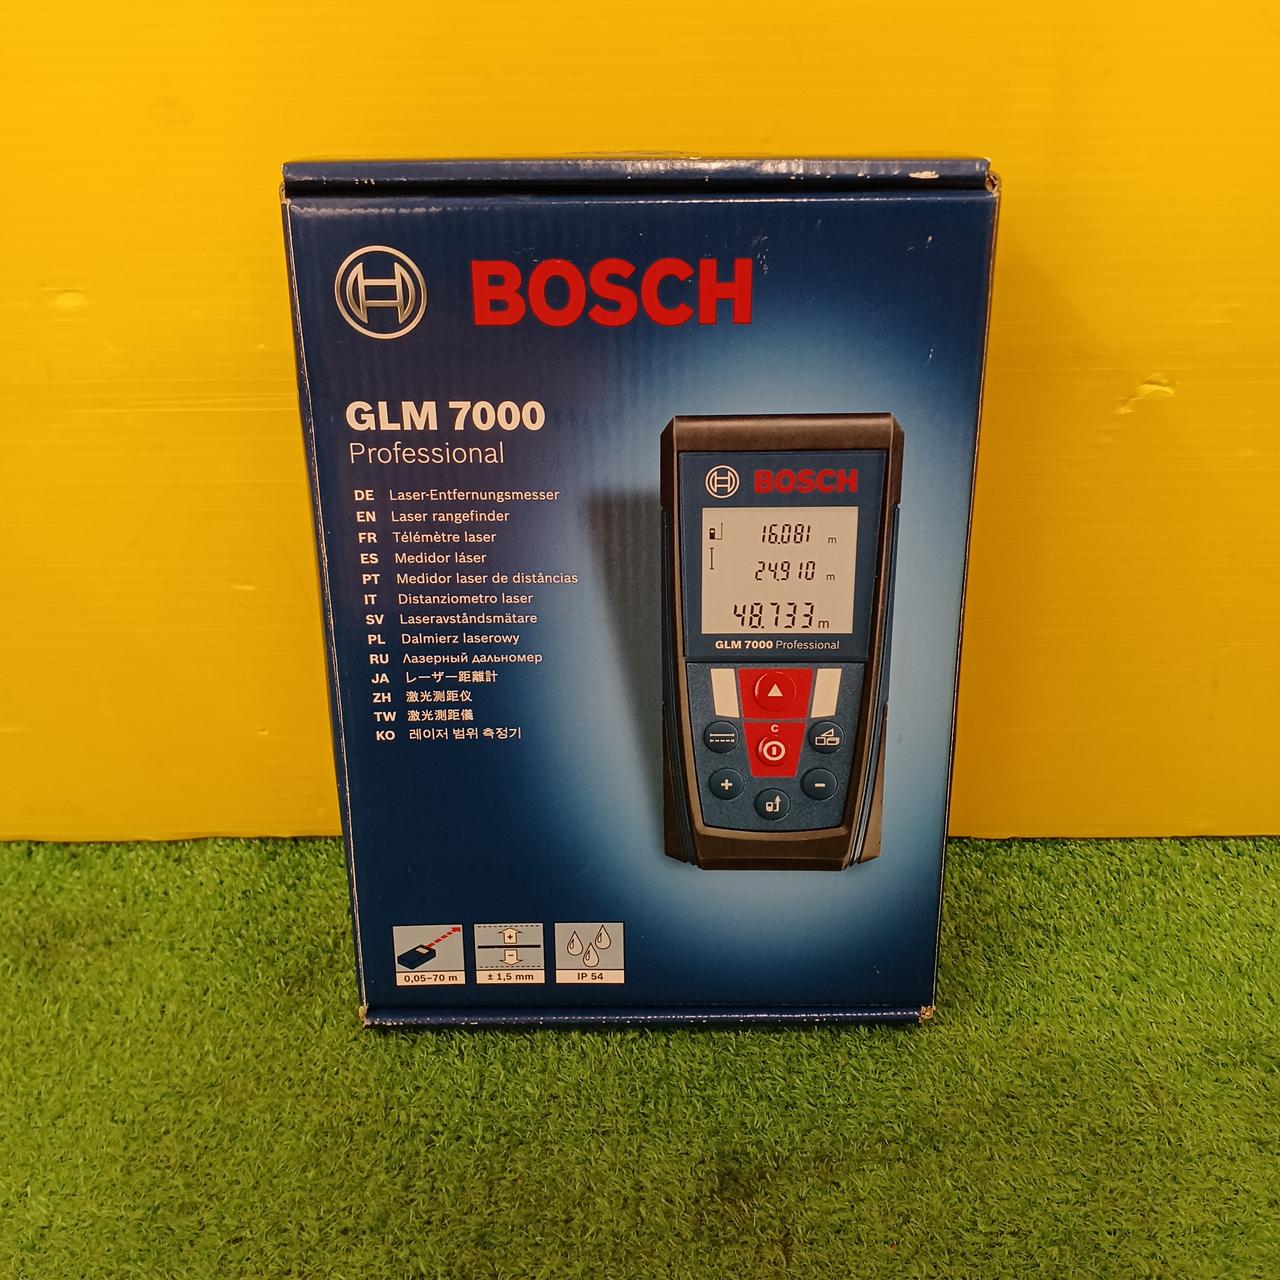 BOSCH
GLM 7000
Professional
DE Laser-Entfernungsmesser
EN Laser rangefinder
FR Télémètre laser
ES Medidor láser
PT Medidor laser de distâncias
IT Distanziometro laser
SV Laseravståndsmätare
PL Dalmierz laserowy
RU Лазерный дальномер
JA レーザー距離計
ZH 激光测距仪
TW 激光測距儀
KO 레이저 범위 측정기
BOSCH
16.081 m
24.910 m
48.733 m
GLM 7000 Professional
C
0,05–70 m
± 1,5 mm
IP 54